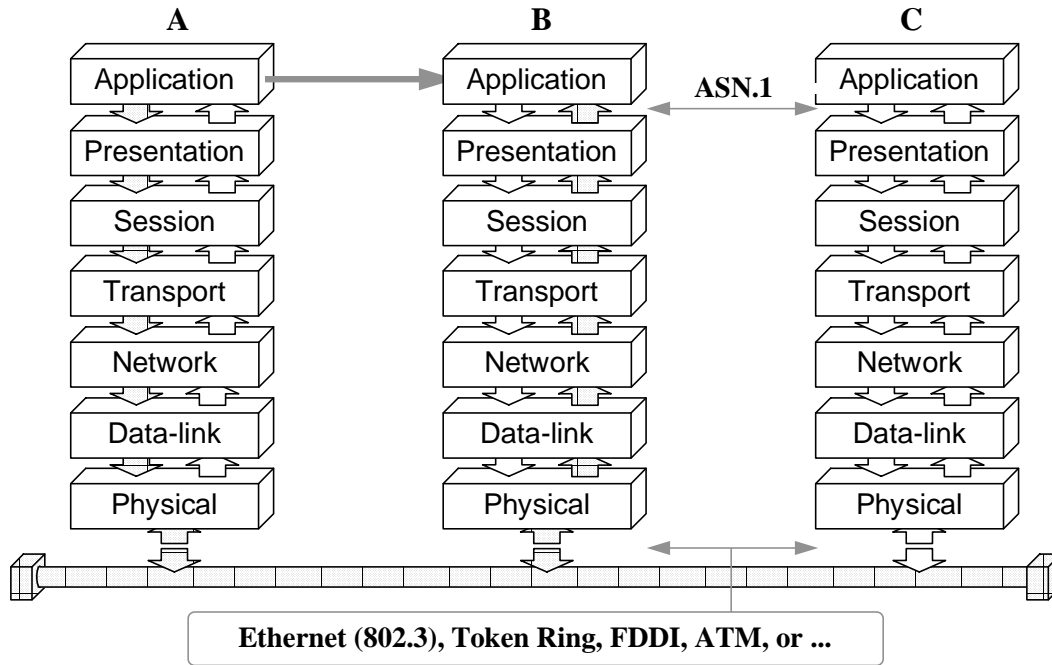 A B C
Application Application ASN.1 Application
Presentation Presentation Presentation
Session Session Session
Transport Transport Transport
Network Network Network
Data-link Data-link Data-link
Physical Physical Physical
Ethernet (802.3), Token Ring, FDDI, ATM, or ...